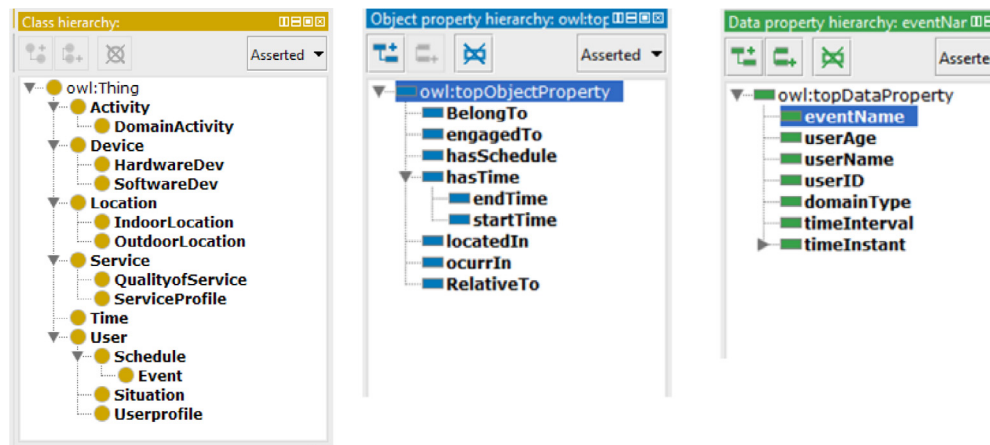 Class hierarchy: owl:Thing
Asserted
owl:Thing
Activity
DomainActivity
Device
HardwareDev
SoftwareDev
Location
IndoorLocation
OutdoorLocation
Service
QualityofService
ServiceProfile
Time
User
Schedule
Event
Situation
Userprofile
Object property hierarchy: owl:top
Asserted
owl:topObjectProperty
BelongTo
engagedTo
hasSchedule
hasTime
endTime
startTime
locatedIn
ocurrIn
RelativeTo
Data property hierarchy: eventNar
Asserte
owl:topDataProperty
eventName
userAge
userName
userID
domainType
timeInterval
timeInstant